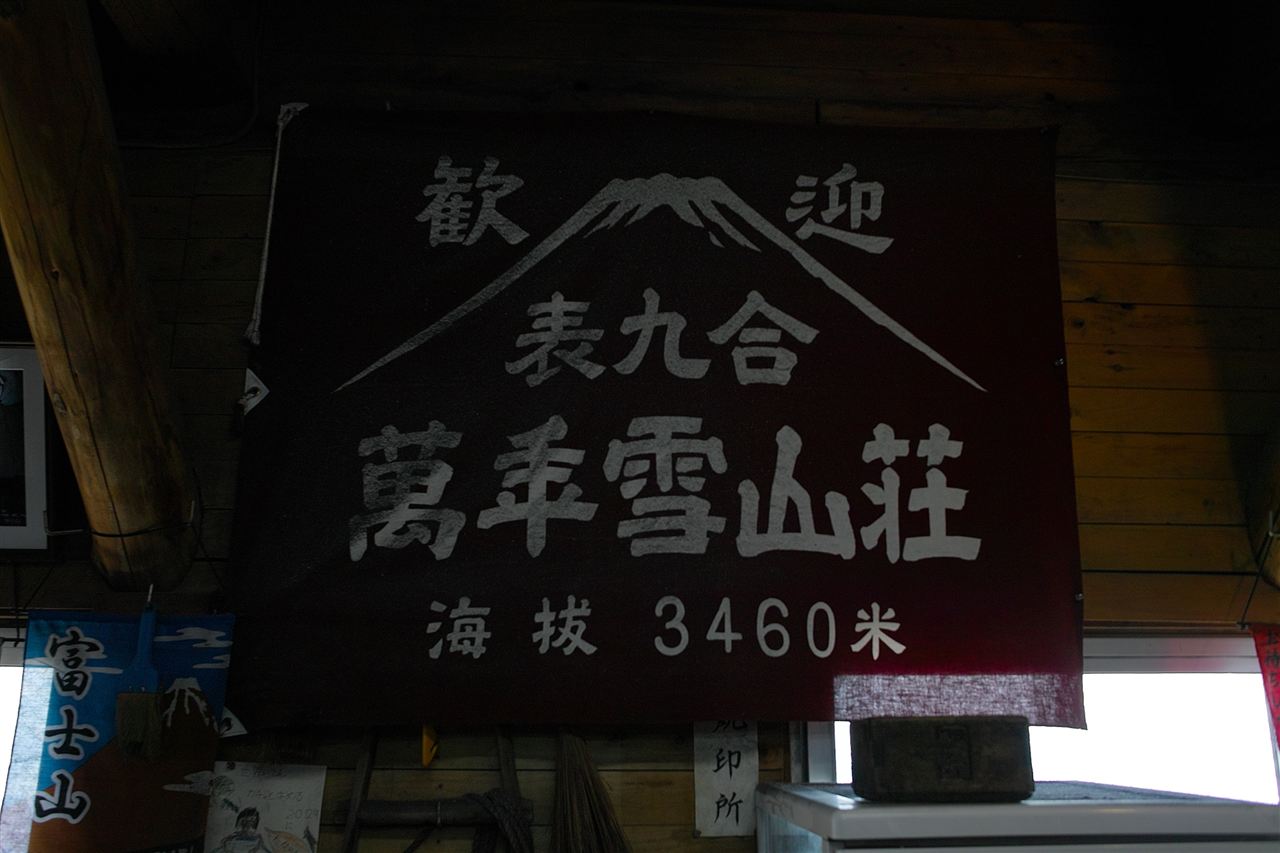 歓迎
表九合
萬年雪山荘
海抜 3460米
富士山
印所